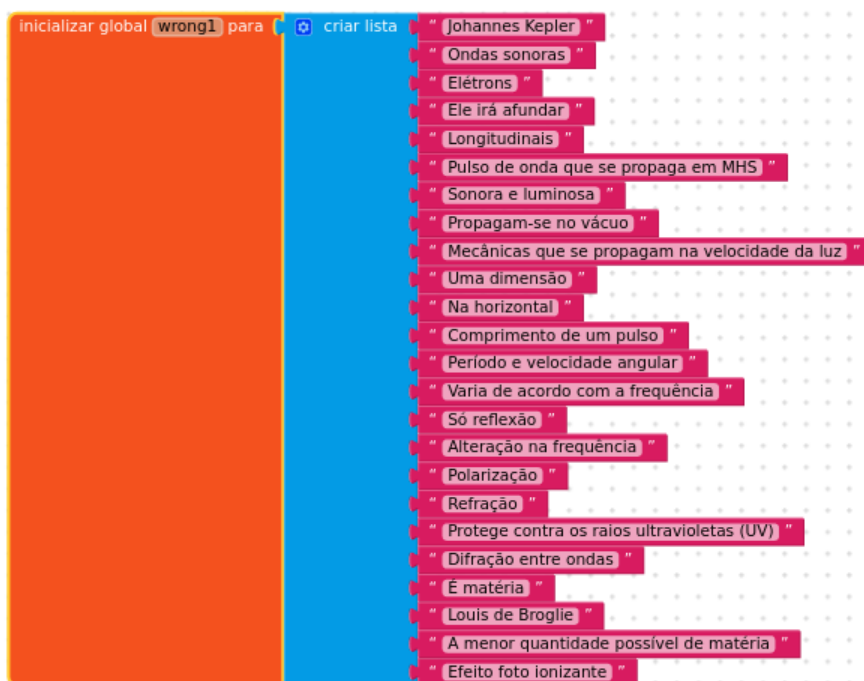 inicializar global wrong1 para criar lista " Johannes Kepler "
" Ondas sonoras "
" Elétrons "
" Ele irá afundar "
" Longitudinais "
" Pulso de onda que se propaga em MHS "
" Sonora e luminosa "
" Propagam-se no vácuo "
" Mecânicas que se propagam na velocidade da luz "
" Uma dimensão "
" Na horizontal "
" Comprimento de um pulso "
" Período e velocidade angular "
" Varia de acordo com a frequência "
" Só reflexão "
" Alteração na frequência "
" Polarização "
" Refração "
" Protege contra os raios ultravioletas (UV) "
" Difração entre ondas "
" É matéria "
" Louis de Broglie "
" A menor quantidade possível de matéria "
" Efeito foto ionizante "